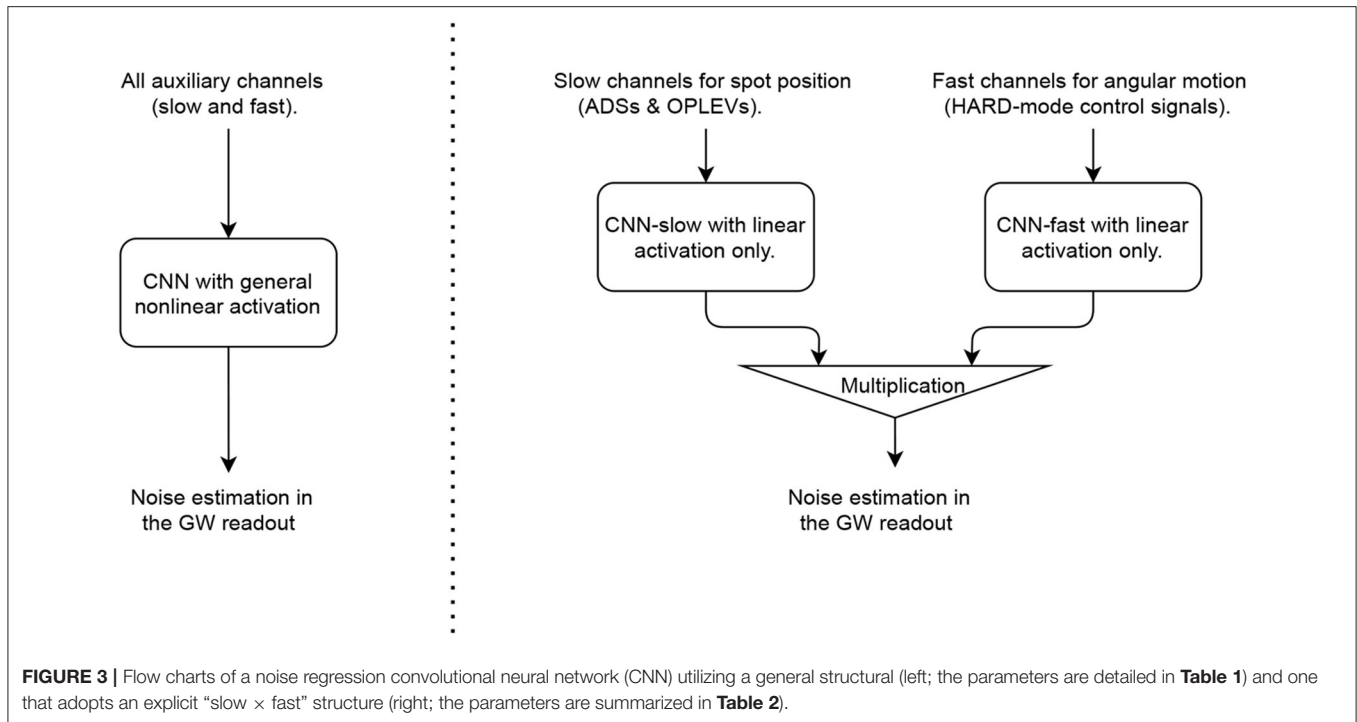 All auxiliary channels
(slow and fast).
CNN with general
nonlinear activation
Noise estimation in
the GW readout
Slow channels for spot position
(ADSs & OPLEVs).
Fast channels for angular motion
(HARD-mode control signals).
CNN-slow with linear
activation only.
CNN-fast with linear
activation only.
Multiplication
Noise estimation in
the GW readout
FIGURE 3 | Flow charts of a noise regression convolutional neural network (CNN) utilizing a general structural (left; the parameters are detailed in Table 1) and one
that adopts an explicit “slow × fast” structure (right; the parameters are summarized in Table 2).